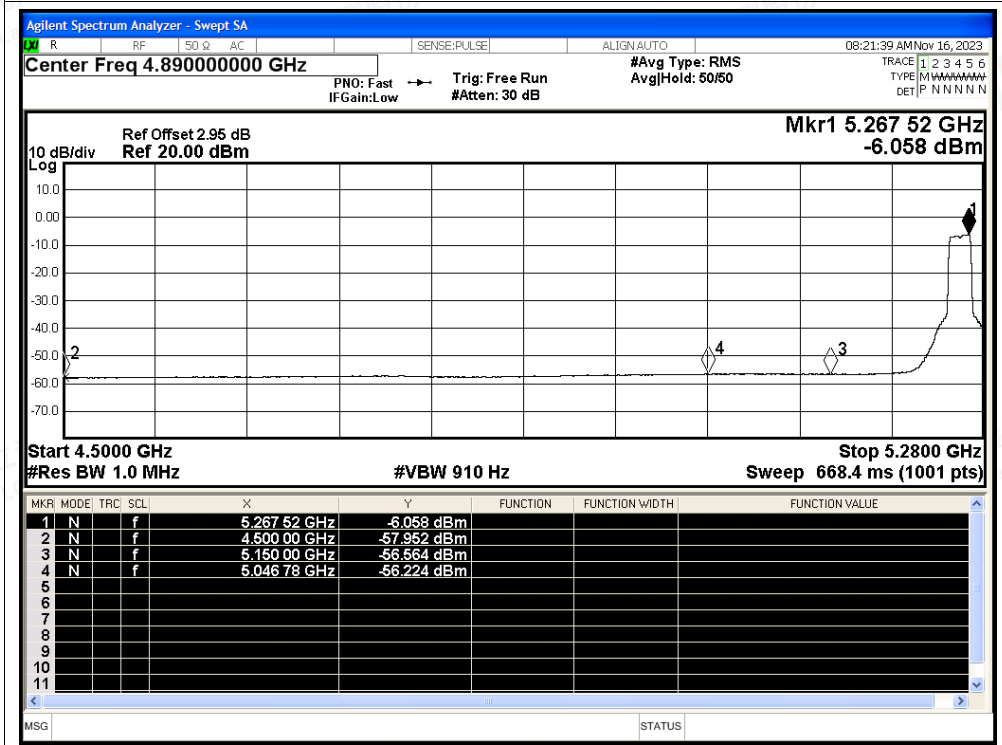 Agilent Spectrum Analyzer - Swept SA
LXI R RF 50 Ω AC SENSE:PULSE ALIGN AUTO 08:21:39 AM Nov 16, 2023
Center Freq 4.890000000 GHz
PNO: Fast Trig: Free Run
IFGain:Low #Atten: 30 dB
#Avg Type: RMS
Avg|Hold: 50/50
TRACE 1 2 3 4 5 6
TYPE M WWWWW
DET P N N N N N
Mkr1 5.267 52 GHz
-6.058 dBm
Ref Offset 2.95 dB
10 dB/div Ref 20.00 dBm
Log
10.0
0.00
-10.0
-20.0
-30.0
-40.0
-50.0
-60.0
-70.0
1
2
4
3
Start 4.5000 GHz Stop 5.2800 GHz
#Res BW 1.0 MHz #VBW 910 Hz Sweep 668.4 ms (1001 pts)
MKR MODE TRC SCL X Y FUNCTION FUNCTION WIDTH FUNCTION VALUE
1 N f 5.267 52 GHz -6.058 dBm
2 N f 4.500 00 GHz -57.952 dBm
3 N f 5.150 00 GHz -56.564 dBm
4 N f 5.046 78 GHz -56.224 dBm
5
6
7
8
9
10
11
MSG STATUS